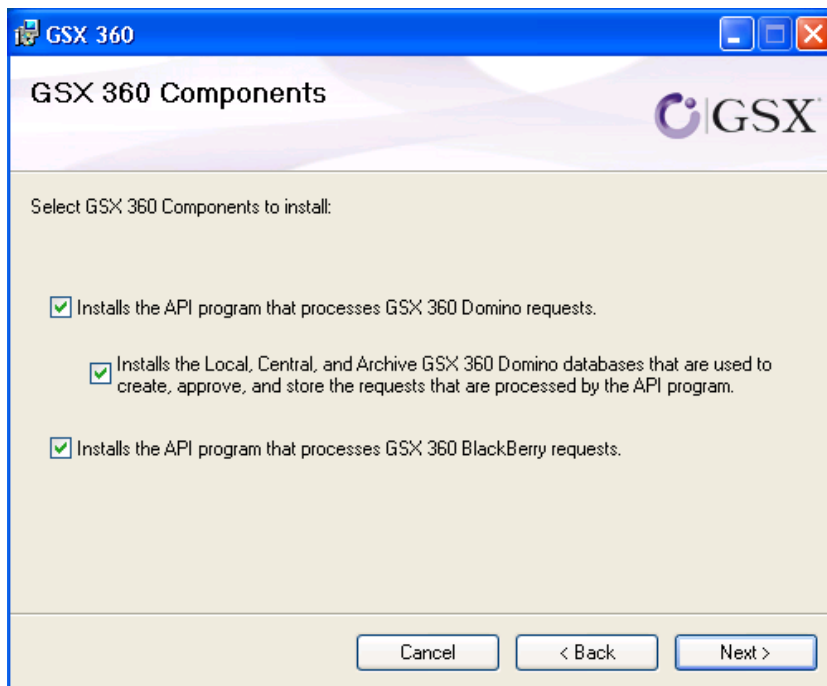 GSX 360
GSX 360 Components
GSX
Select GSX 360 Components to install:
Installs the API program that processes GSX 360 Domino requests.
Installs the Local, Central, and Archive GSX 360 Domino databases that are used to
create, approve, and store the requests that are processed by the API program.
Installs the API program that processes GSX 360 BlackBerry requests.
Cancel
< Back
Next >